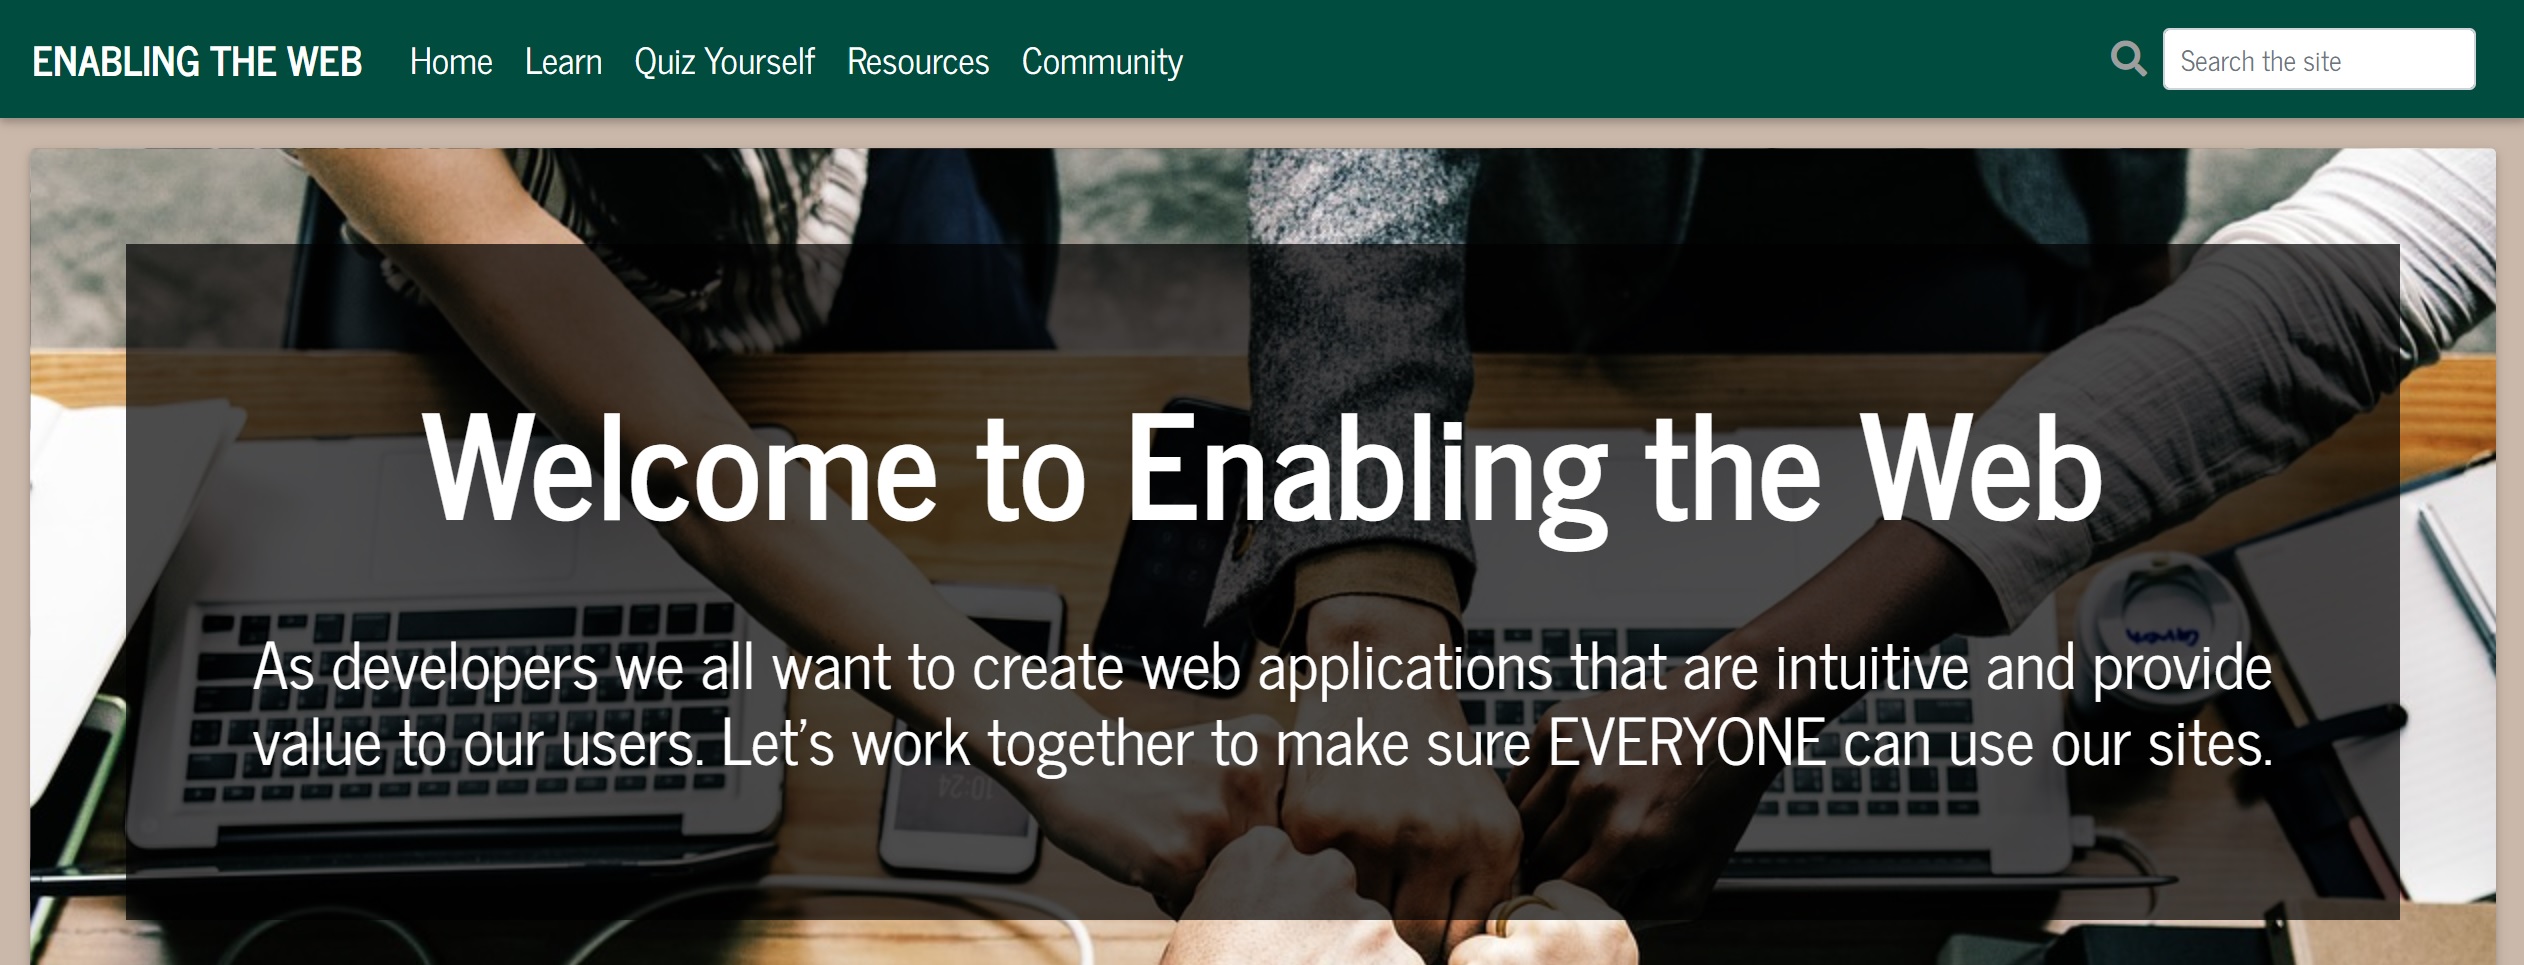 ENABLING THE WEB Home Learn Quiz Yourself Resources Community Search the site
Welcome to Enabling the Web
As developers we all want to create web applications that are intuitive and provide
value to our users. Let’s work together to make sure EVERYONE can use our sites.
10:24